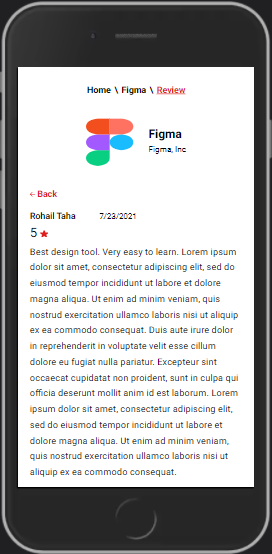 Home \ Figma \ Review
Figma
Figma, Inc
← Back
Rohail Taha 7/23/2021
5 ★
Best design tool. Very easy to learn. Lorem ipsum
dolor sit amet, consectetur adipiscing elit, sed do
eiusmod tempor incididunt ut labore et dolore
magna aliqua. Ut enim ad minim veniam, quis
nostrud exercitation ullamco laboris nisi ut aliquip
ex ea commodo consequat. Duis aute irure dolor
in reprehenderit in voluptate velit esse cillum
dolore eu fugiat nulla pariatur. Excepteur sint
occaecat cupidatat non proident, sunt in culpa qui
officia deserunt mollit anim id est laborum. Lorem
ipsum dolor sit amet, consectetur adipiscing elit,
sed do eiusmod tempor incididunt ut labore et
dolore magna aliqua. Ut enim ad minim veniam,
quis nostrud exercitation ullamco laboris nisi ut
aliquip ex ea commodo consequat.